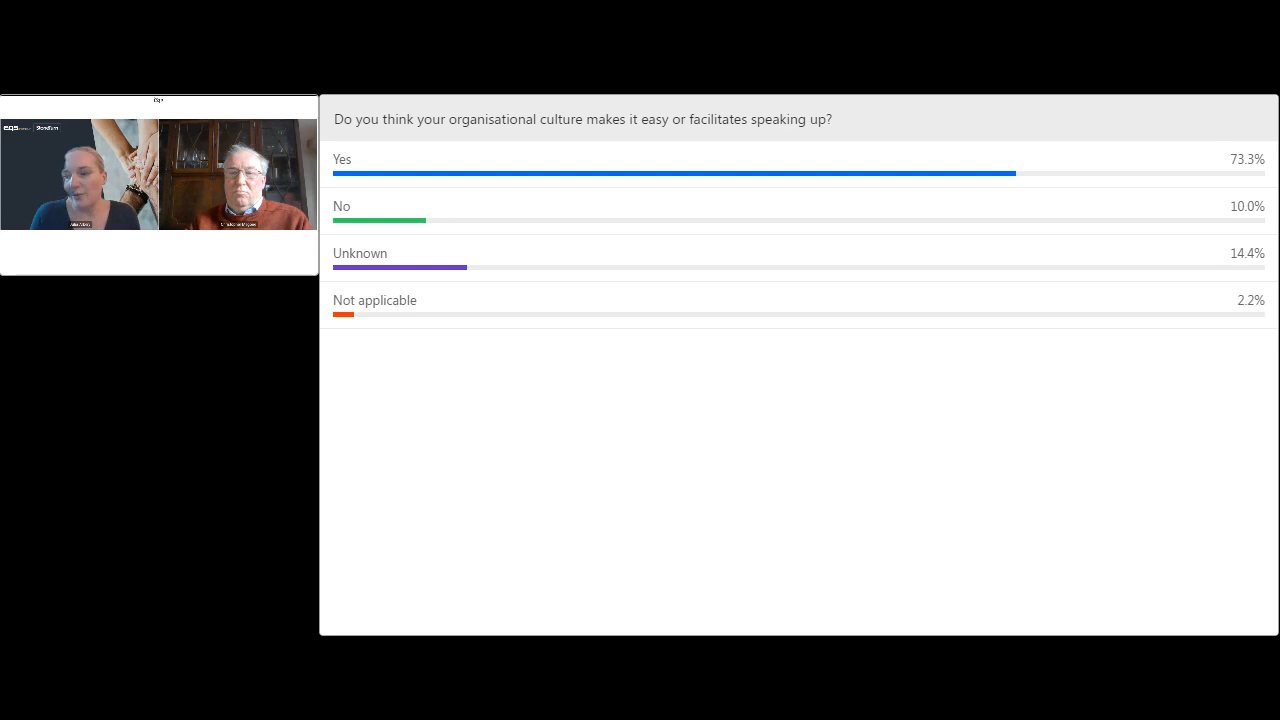 EQS
Do you think your organisational culture makes it easy or facilitates speaking up?
Yes
73.3%
No
10.0%
Unknown
14.4%
Not applicable
2.2%